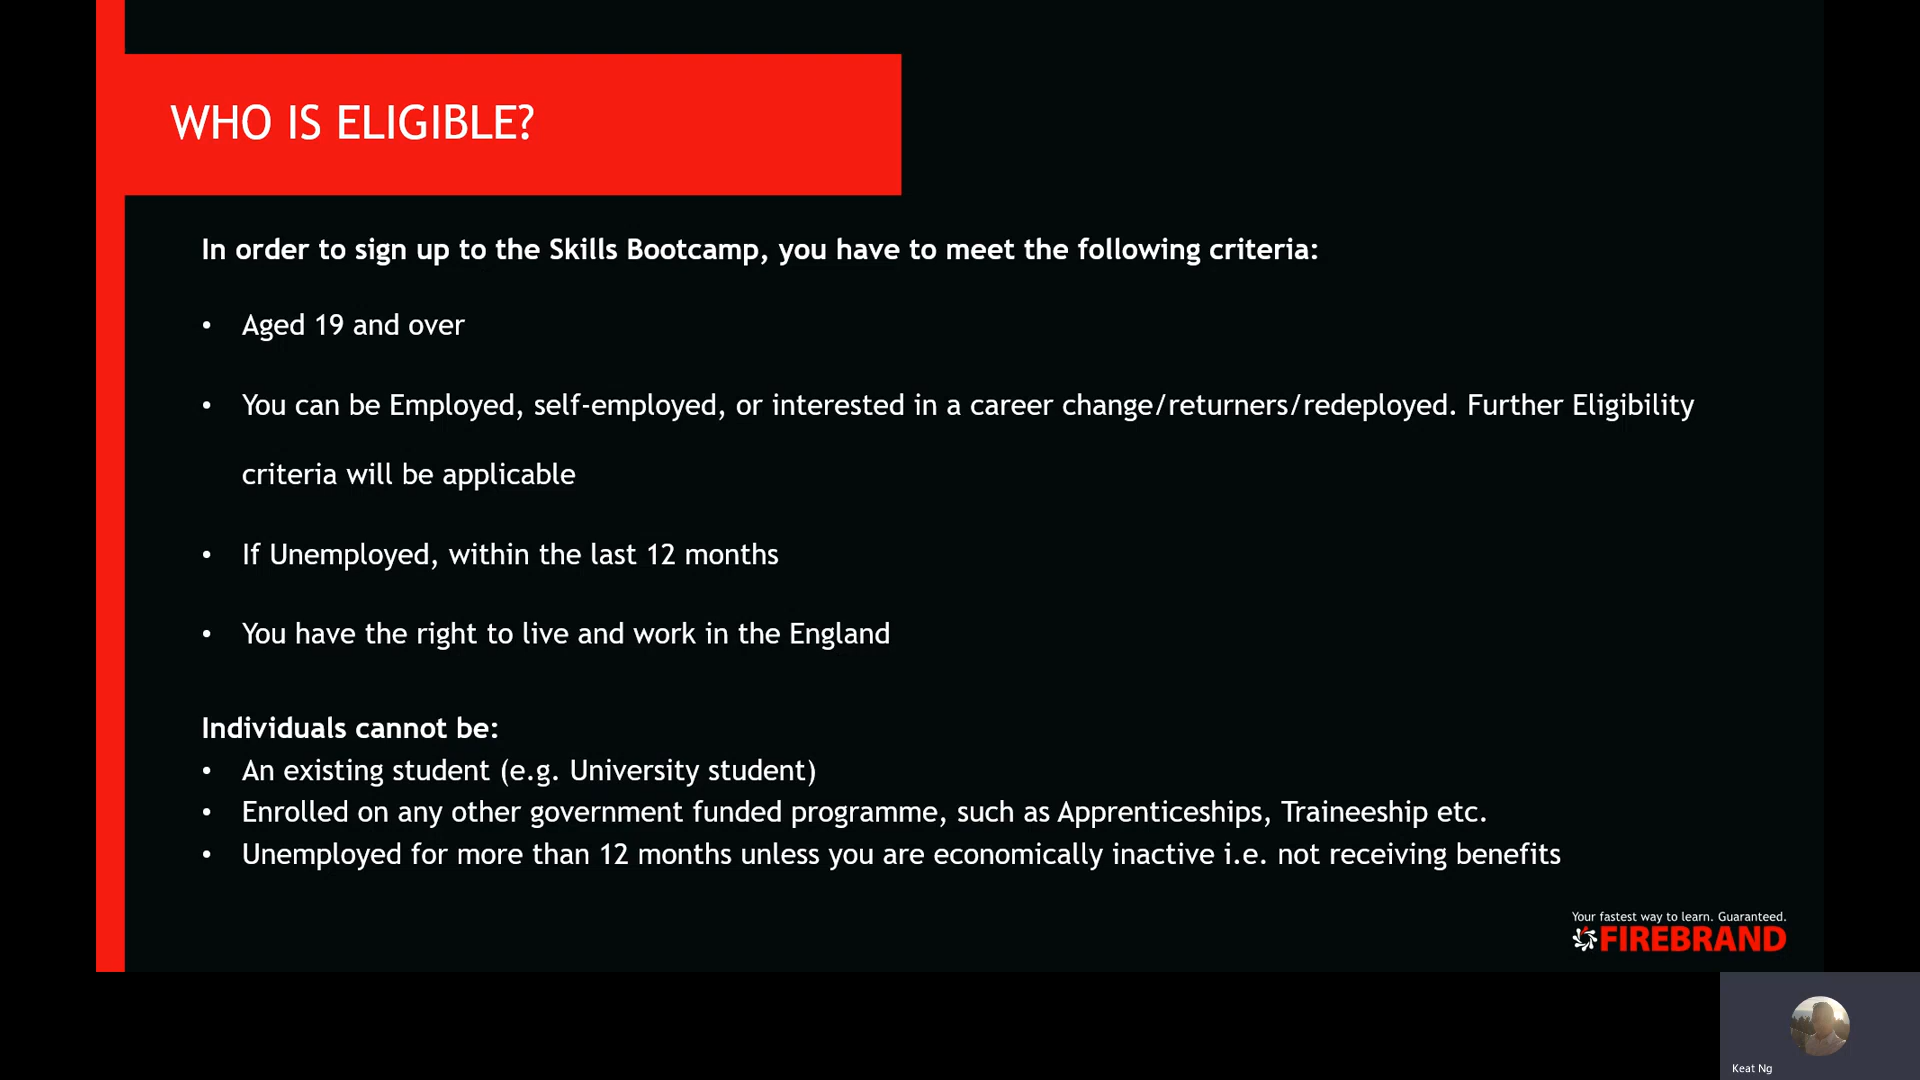 WHO IS ELIGIBLE?
In order to sign up to the Skills Bootcamp, you have to meet the following criteria:
• Aged 19 and over
• You can be Employed, self-employed, or interested in a career change/returners/redeployed. Further Eligibility
criteria will be applicable
• If Unemployed, within the last 12 months
• You have the right to live and work in the England
Individuals cannot be:
• An existing student (e.g. University student)
• Enrolled on any other government funded programme, such as Apprenticeships, Traineeship etc.
• Unemployed for more than 12 months unless you are economically inactive i.e. not receiving benefits
Your fastest way to learn. Guaranteed.
FIREBRAND
Keat Ng